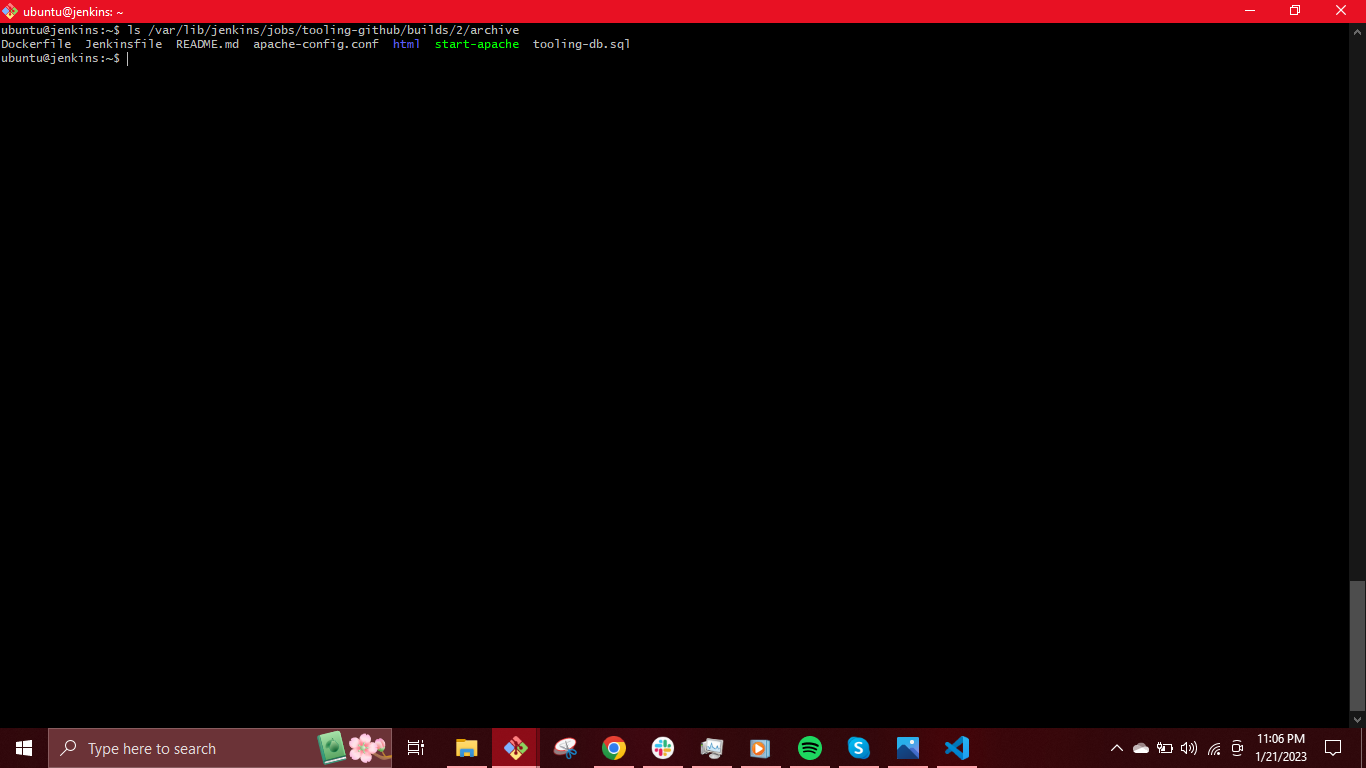 ubuntu@jenkins: ~
ubuntu@jenkins:~$ ls /var/lib/jenkins/jobs/tooling-github/builds/2/archive
Dockerfile  Jenkinsfile  README.md  apache-config.conf  html  start-apache  tooling-db.sql
ubuntu@jenkins:~$
Type here to search
11:06 PM
1/21/2023